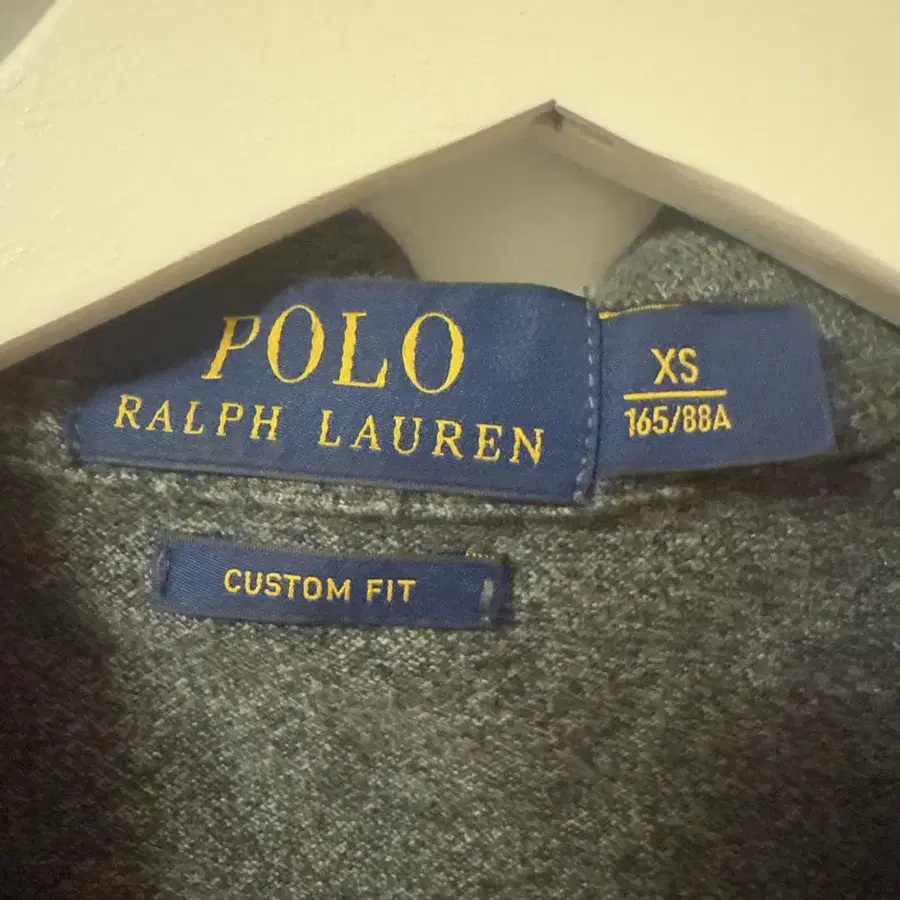 POLO
RALPH LAUREN
XS
165/88A
CUSTOM FIT